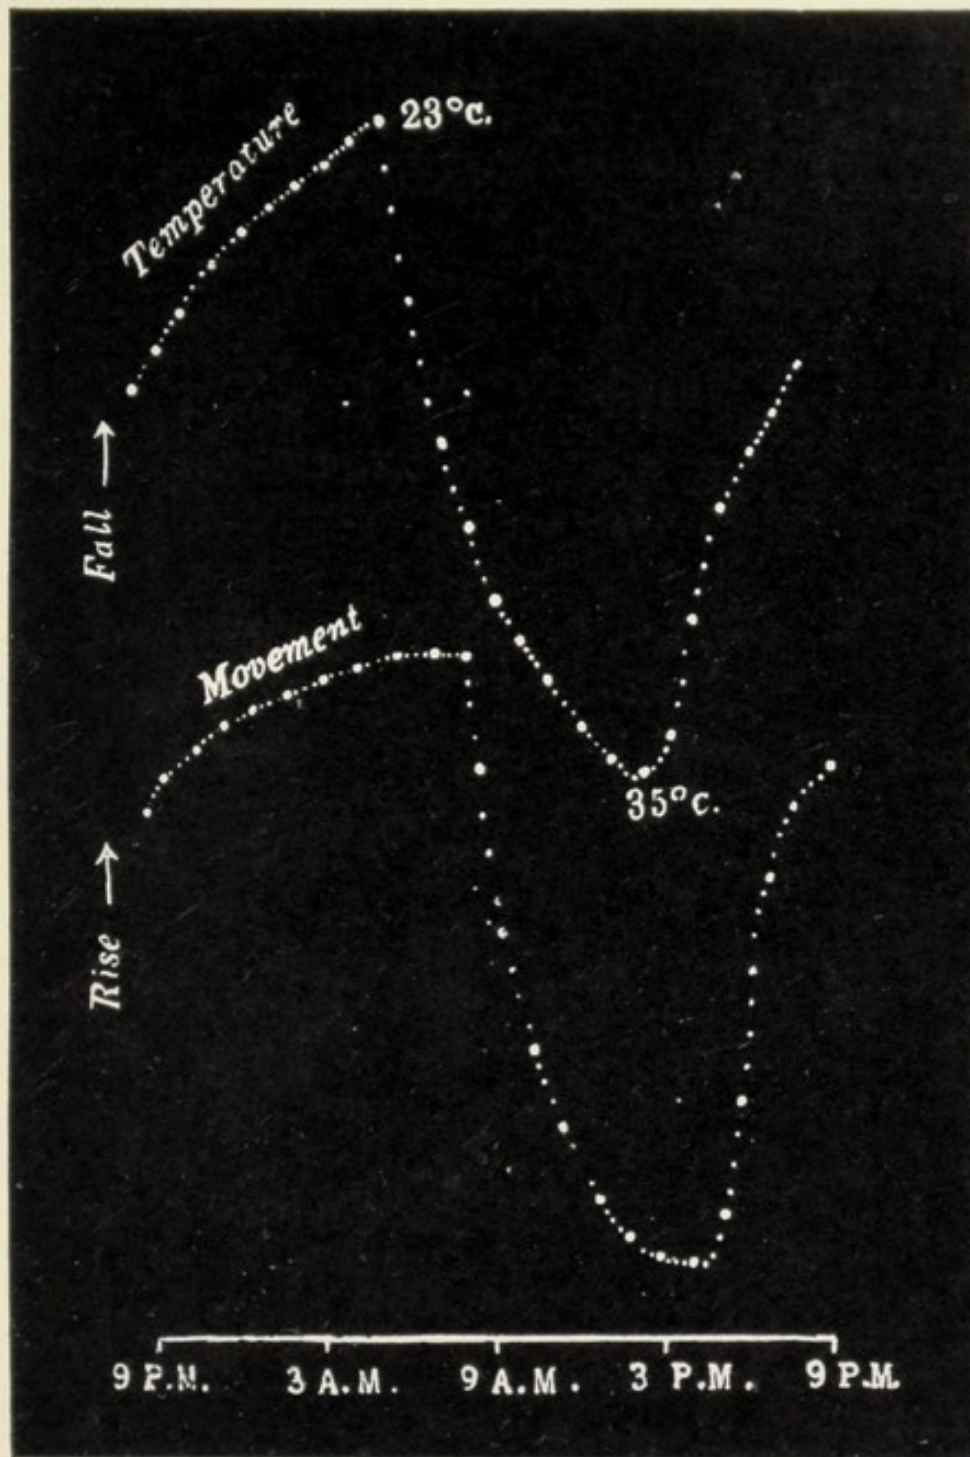 23°c.
Temperature
Fall
Movement
35°c.
Rise
9 P.M. 3 A.M. 9 A.M. 3 P.M. 9 P.M.